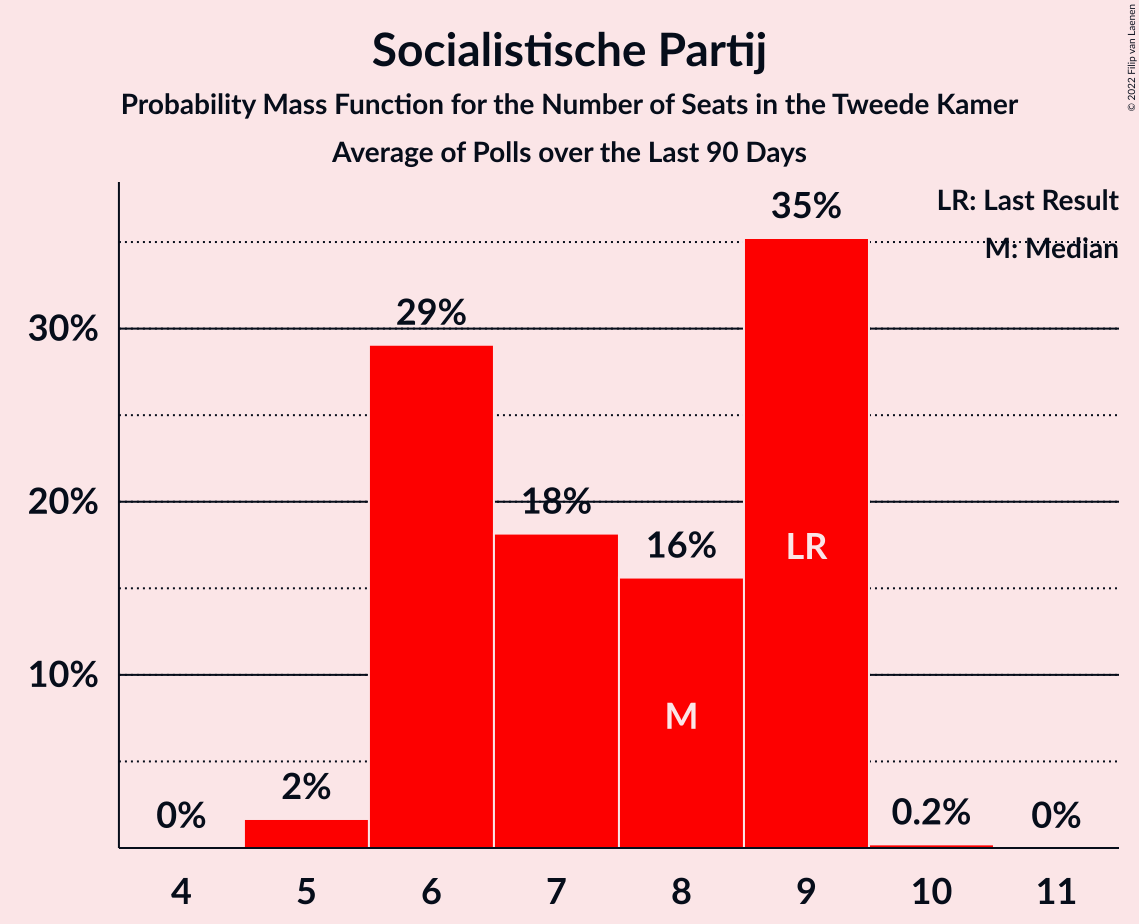 Socialistische Partij
Probability Mass Function for the Number of Seats in the Tweede Kamer
Average of Polls over the Last 90 Days
© 2022 Filip van Laenen
LR: Last Result
M: Median
35%
29%
30%
18%
20%
16%
LR
10%
M
2%
0%
0.2%
0%
4 5 6 7 8 9 10 11